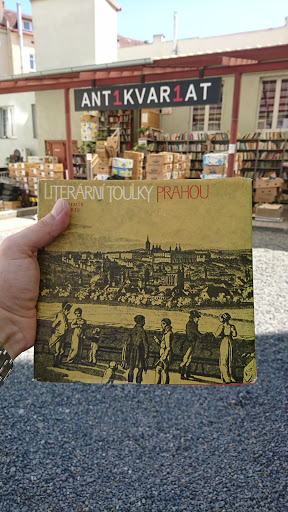 ANT1KVAR1AT
LITERÁRNÍ TOULKY PRAHOU